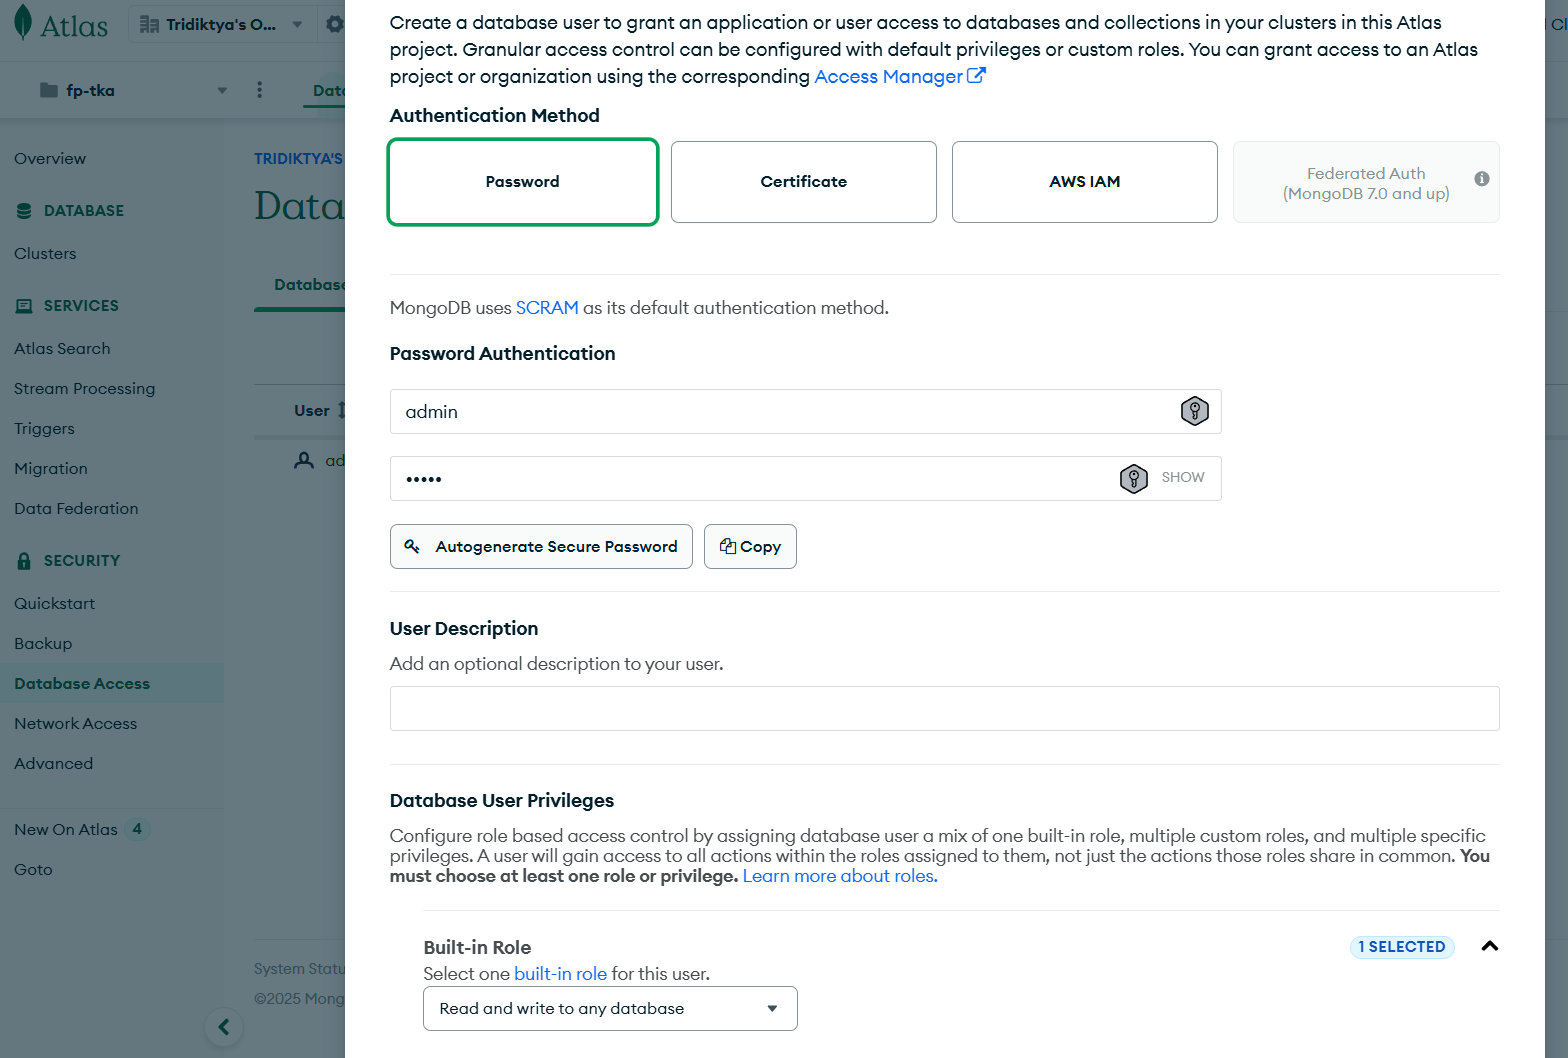 Atlas
Tridiktya's O...
fp-tka
Data
Overview
DATABASE
Clusters
SERVICES
Atlas Search
Stream Processing
Triggers
Migration
Data Federation
SECURITY
Quickstart
Backup
Database Access
Network Access
Advanced
New On Atlas 4
Goto
TRIDIKTYA'S
Data
Database
User
ad
System Statu
©2025 Mong
Cl
Create a database user to grant an application or user access to databases and collections in your clusters in this Atlas
project. Granular access control can be configured with default privileges or custom roles. You can grant access to an Atlas
project or organization using the corresponding Access Manager
Authentication Method
Password
Certificate
AWS IAM
Federated Auth
(MongoDB 7.0 and up)
MongoDB uses SCRAM as its default authentication method.
Password Authentication
admin
•••••
SHOW
Autogenerate Secure Password
Copy
User Description
Add an optional description to your user.
Database User Privileges
Configure role based access control by assigning database user a mix of one built-in role, multiple custom roles, and multiple specific
privileges. A user will gain access to all actions within the roles assigned to them, not just the actions those roles share in common. You
must choose at least one role or privilege. Learn more about roles.
Built-in Role
1 SELECTED
Select one built-in role for this user.
Read and write to any database